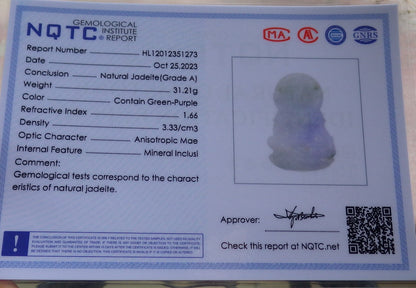 NQTC GEMOLOGICAL INSTITUTE REPORT
MA GNRS
Report Number HL12012351273
Date Oct 25,2023
Conclusion Natural Jadeite(Grade A)
Weight 31.21g
Color Contain Green-Purple
Refractive Index 1.66
Density 3.33/cm3
Optic Character Anisotropic Mae
Internal Feature Mineral Inclusi
Comment:
Gemological tests correspond to the charact
eristics of natural jadeite.
Approver:
Check this report at NQTC.net